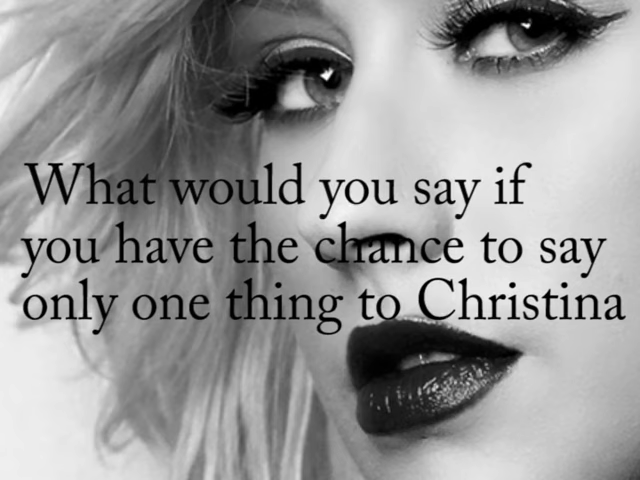 What would you say if
you have the chance to say
only one thing to Christina